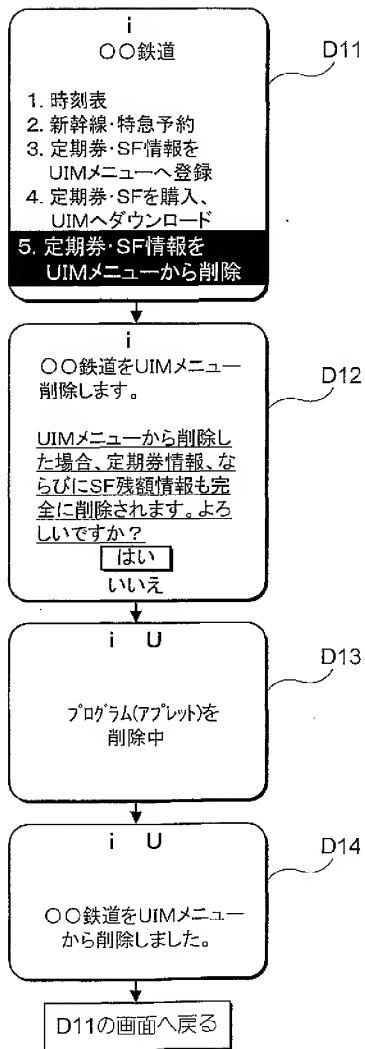 i
○○鉄道
D11
1. 時刻表
2. 新幹線・特急予約
3. 定期券・SF情報を
UIMメニューへ登録
4. 定期券・SFを購入、
UIMへダウンロード
5. 定期券・SF情報を
UIMメニューから削除
i
○○鉄道をUIMメニュー
削除します。
D12
UIMメニューから削除し
た場合、定期券情報、な
らびにSF残額情報も完
全に削除されます。よろ
しいですか？
はい
いいえ
i U
D13
プログラム(アプレット)を
削除中
i U
D14
○○鉄道をUIMメニュー
から削除しました。
D11の画面へ戻る